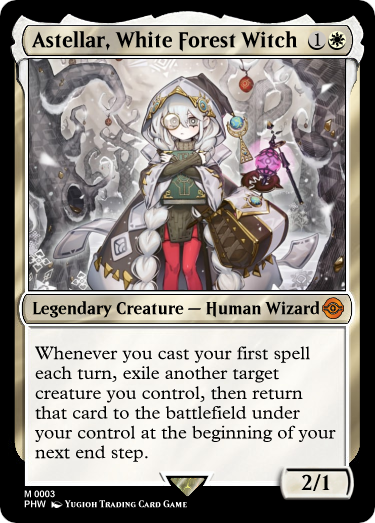 Astellar, White Forest Witch 1
Legendary Creature — Human Wizard
Whenever you cast your first spell
each turn, exile another target
creature you control, then return
that card to the battlefield under
your control at the beginning of your
next end step.
2/1
M 0003
PHW Yugioh Trading Card Game